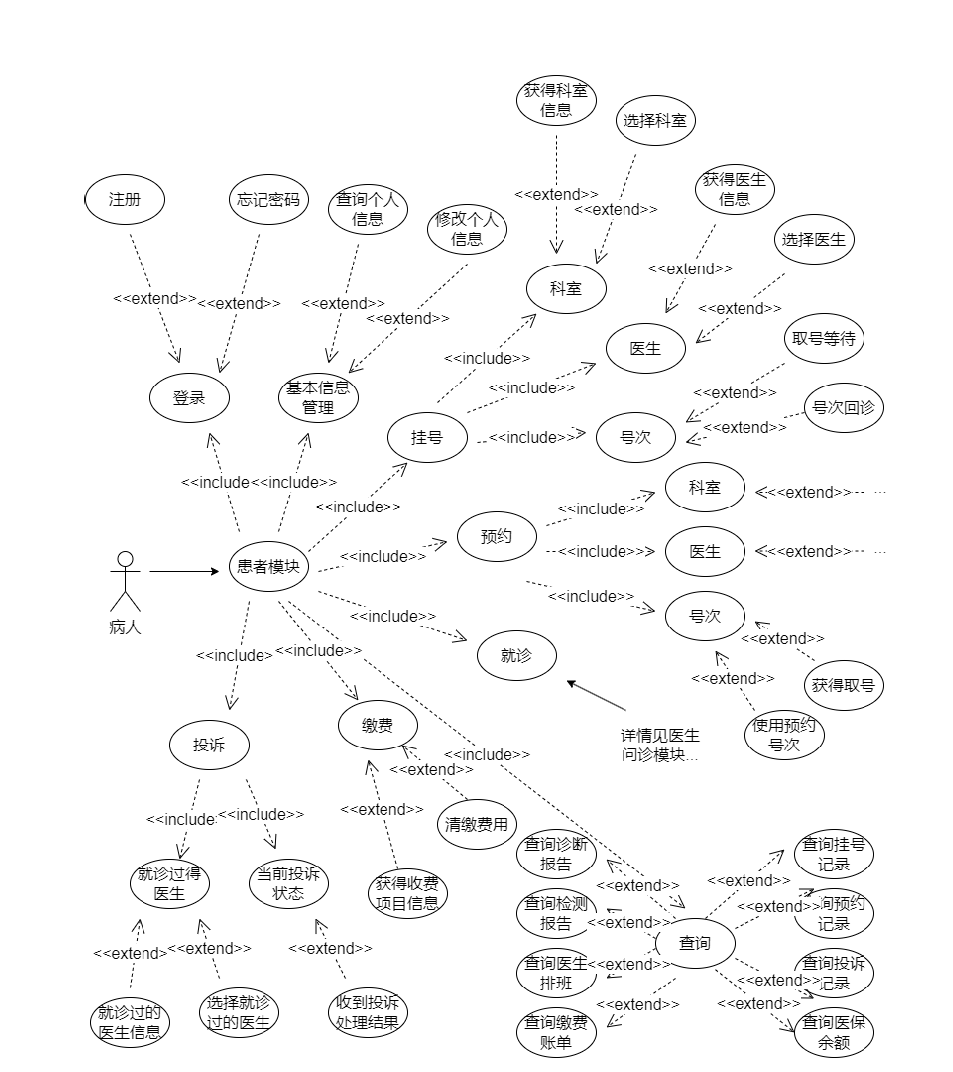 获得科室
信息
选择科室
注册
忘记密码
查询个人
信息
修改个人
信息
获得医生
信息
选择医生
<<extend>>
<<extend>>
<<extend>>
<<extend>>
<<extend>>
<<extend>>
<<extend>>
<<extend>>
科室
医生
取号等待
<<include>>
<<include>>
<<extend>>
号次回诊
<<extend>>
登录
基本信息
管理
挂号
<<include>>
号次
<<include
<<include>>
<<include>>
科室
<<extend>>
...
<<include>>
预约
<<include>>
<<include>>
医生
<<extend>>
...
患者模块
病人
<<include>>
<<include>>
号次
<<extend>>
<<include>
<<include>>
就诊
<<extend>>
获得取号
使用预约
号次
详情见医生
问诊模块...
投诉
缴费
<<include>>
<<extend>>
<<include>
<<include>>
<<extend>>
清缴费用
就诊过得
医生
当前投诉
状态
获得收费
项目信息
查询诊断
报告
查询挂号
记录
<<extend>>
<<extend>>
查询检测
报告
<<extend>>
<<extend>>
询预约
记录
查询
<<extend>
<<extend>>
<<extend>>
查询医生
排班
<<extend>>
<<extend>>
查询投诉
记录
<<extend>>
<<extend>>
就诊过的
医生信息
选择就诊
过的医生
收到投诉
处理结果
查询缴费
账单
查询医保
余额